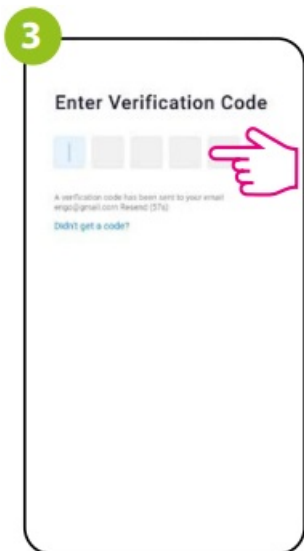 3
Enter Verification Code
A verification code has been sent to your email
engo@gmail.com Resend (57s)
Didn't get a code?